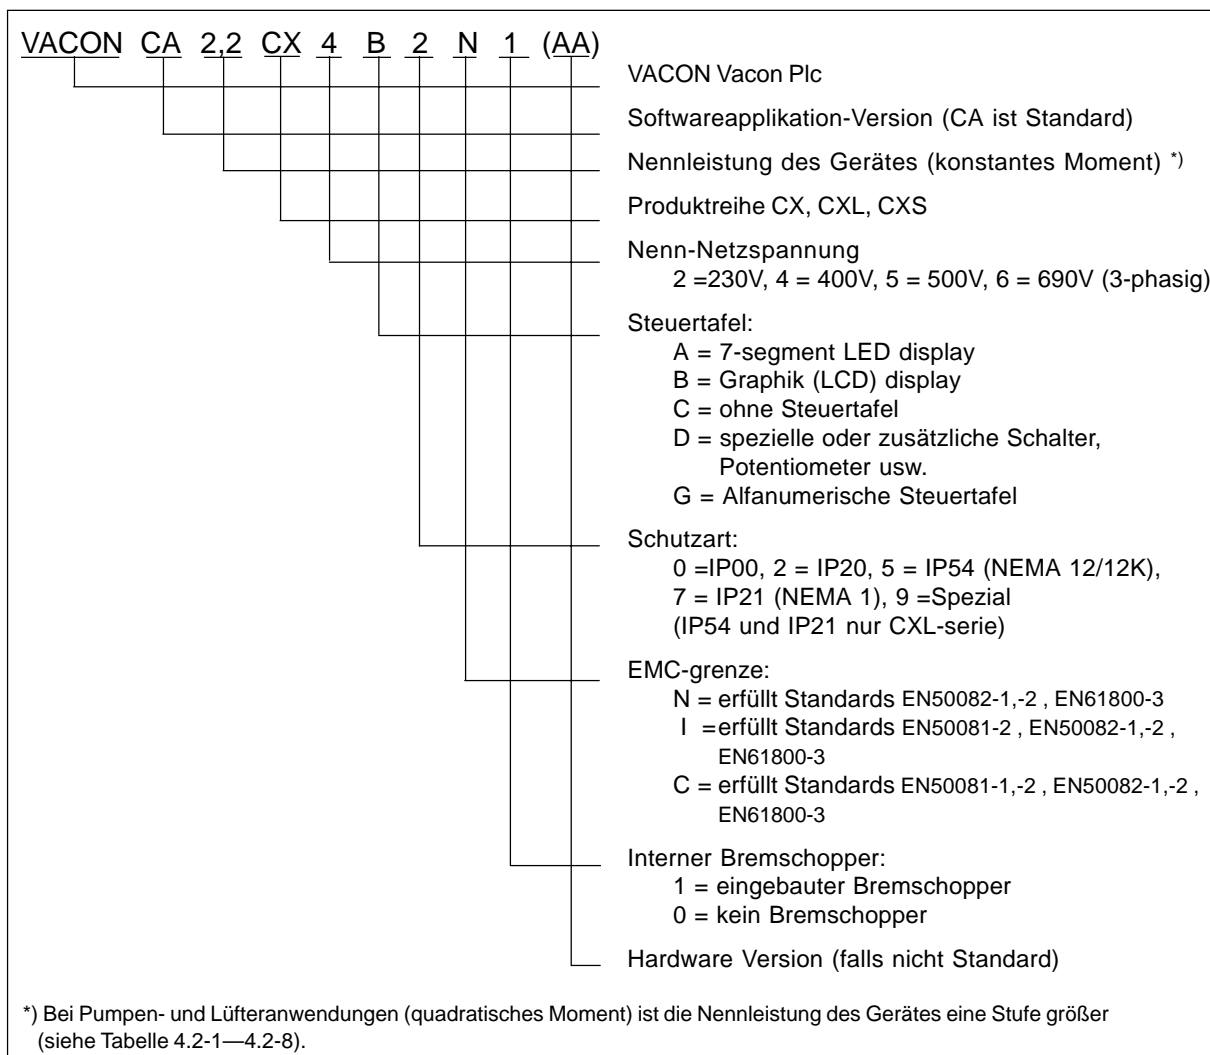 VACON CA 2,2 CX 4 B 2 N 1 (AA)
VACON Vacon Plc
Softwareapplikation-Version (CA ist Standard)
Nennleistung des Gerätes (konstantes Moment) *)
Produktreihe CX, CXL, CXS
Nenn-Netzspannung
2 =230V, 4 = 400V, 5 = 500V, 6 = 690V (3-phasig)
Steuertafel:
A = 7-segment LED display
B = Graphik (LCD) display
C = ohne Steuertafel
D = spezielle oder zusätzliche Schalter,
Potentiometer usw.
G = Alfanumerische Steuertafel
Schutzart:
0 =IP00, 2 = IP20, 5 = IP54 (NEMA 12/12K),
7 = IP21 (NEMA 1), 9 =Spezial
(IP54 und IP21 nur CXL-serie)
EMC-grenze:
N = erfüllt Standards EN50082-1,-2 , EN61800-3
I =erfüllt Standards EN50081-2 , EN50082-1,-2 ,
EN61800-3
C = erfüllt Standards EN50081-1,-2 , EN50082-1,-2 ,
EN61800-3
Interner Bremschopper:
1 = eingebauter Bremschopper
0 = kein Bremschopper
Hardware Version (falls nicht Standard)
*) Bei Pumpen- und Lüfteranwendungen (quadratisches Moment) ist die Nennleistung des Gerätes eine Stufe größer
(siehe Tabelle 4.2-1—4.2-8).